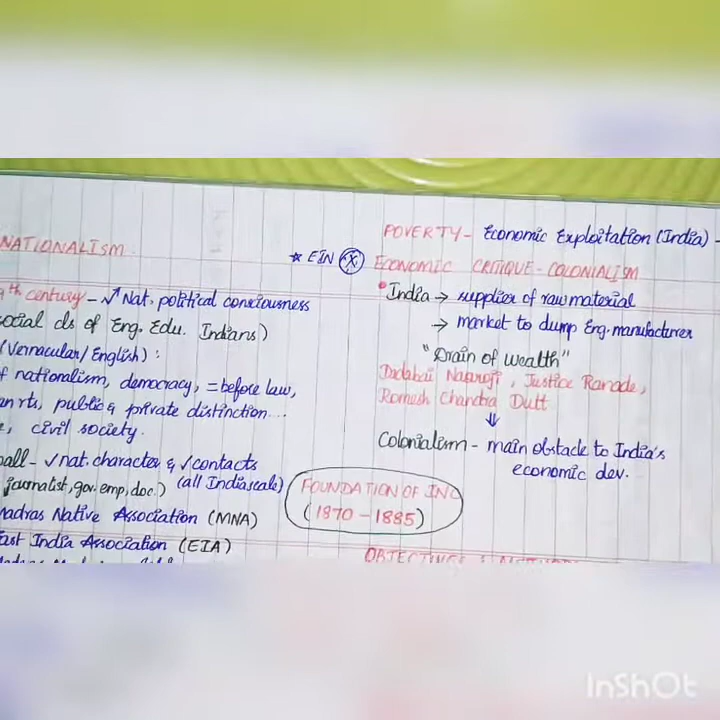 NATIONALISM
9th century - ✓ Nat. political consciousness
social cls of Eng. Edu. Indians)
(Vernacular/English) :
f nationalism, democracy, = before law,
an rts, public & private distinction...
civil society.
all - ✓ nat. character & ✓ contacts
journalist, gov. emp, doc.) (all India scale)
Madras Native Association (MNA)
East India Association (EIA)
POVERTY - Economic Exploitation (India) -
* EIN ECONOMIC CRITIQUE - COLONIALISM
India → supplier of raw material
→ market to dump Eng. manufacturer
"Drain of Wealth"
Dadabai Naoroji, Justice Ranade,
Romesh Chandra Dutt
↓
Colonialism - main obstacle to India's
economic dev.
FOUNDATION OF INC
(1870 - 1885)
InShOt